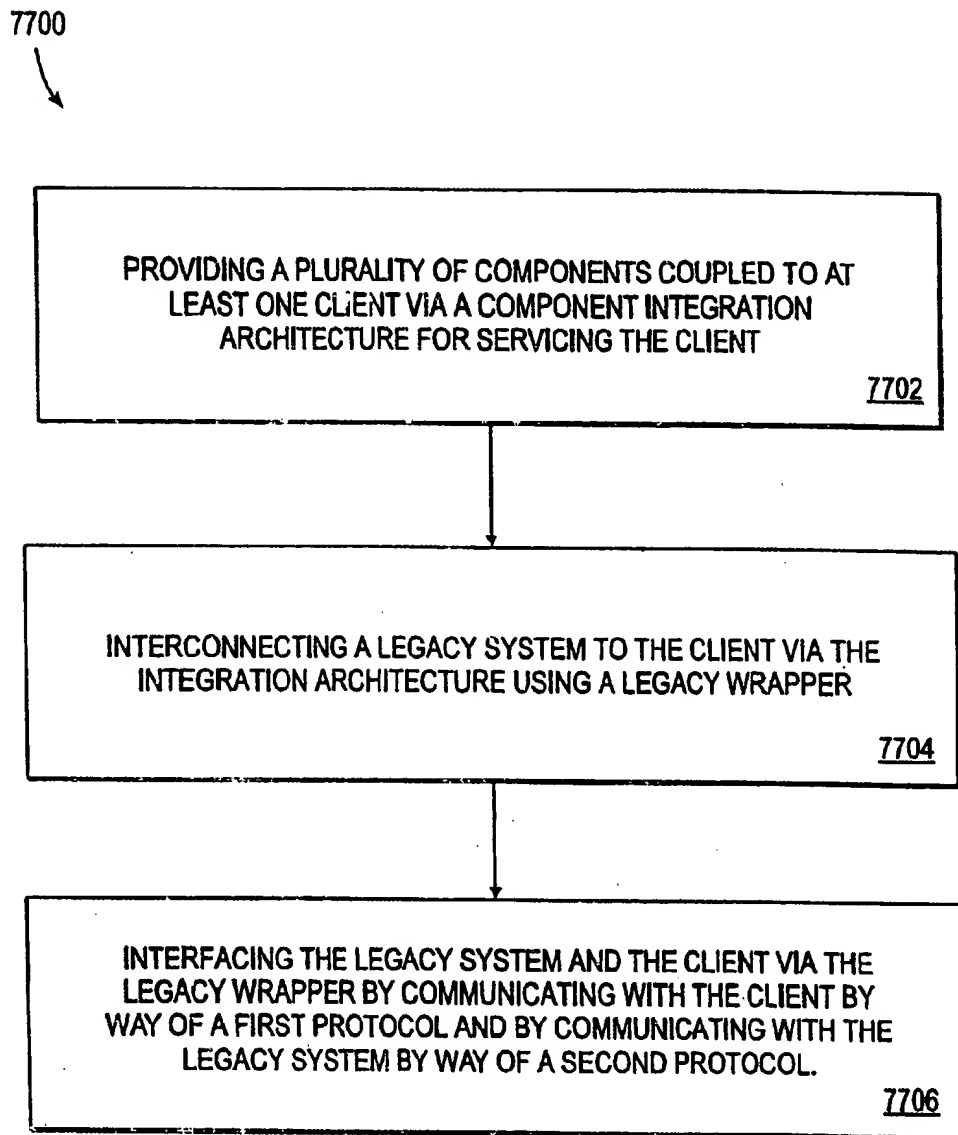 7700
PROVIDING A PLURALITY OF COMPONENTS COUPLED TO AT
LEAST ONE CLIENT VIA A COMPONENT INTEGRATION
ARCHITECTURE FOR SERVICING THE CLIENT
7702
INTERCONNECTING A LEGACY SYSTEM TO THE CLIENT VIA THE
INTEGRATION ARCHITECTURE USING A LEGACY WRAPPER
7704
INTERFACING THE LEGACY SYSTEM AND THE CLIENT VIA THE
LEGACY WRAPPER BY COMMUNICATING WITH THE CLIENT BY
WAY OF A FIRST PROTOCOL AND BY COMMUNICATING WITH THE
LEGACY SYSTEM BY WAY OF A SECOND PROTOCOL.
7706